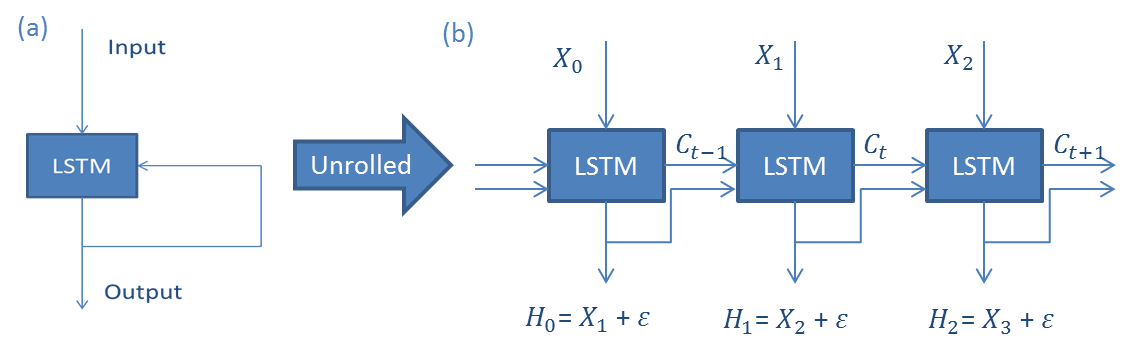 (a)
Input
LSTM
Output
Unrolled
(b)
X₀
X₁
X₂
LSTM
Cₜ₋₁
LSTM
Cₜ
LSTM
Cₜ₊₁
H₀= X₁ + ε
H₁= X₂ + ε
H₂= X₃ + ε